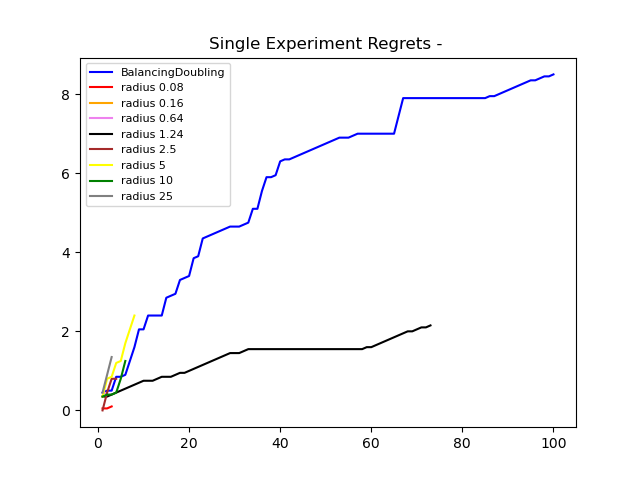 Single Experiment Regrets -
BalancingDoubling
radius 0.08
radius 0.16
radius 0.64
radius 1.24
radius 2.5
radius 5
radius 10
radius 25
8
6
4
2
0
0 20 40 60 80 100